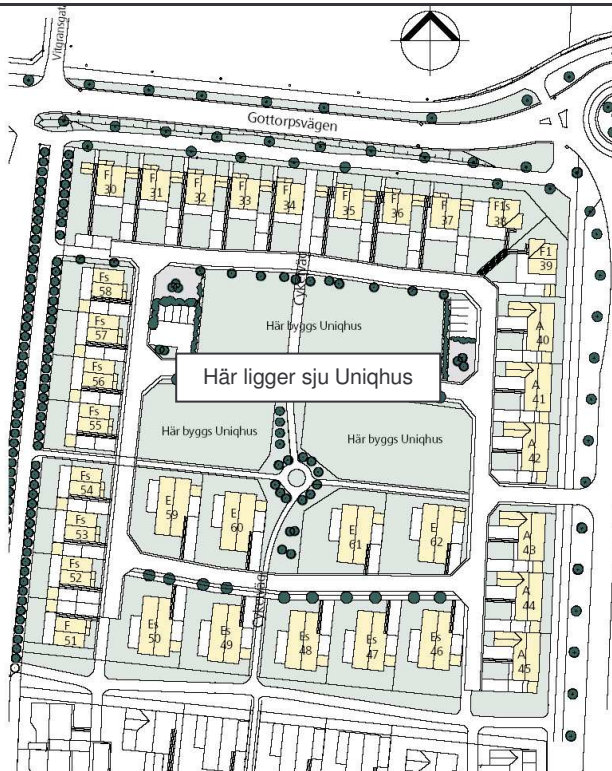 Vitgransgata
Gottorpsvägen
F
30
F
31
F
32
F
33
F
34
F
35
F
36
F
37
F1s
38
F1
39
Fs
58
Fs
57
Fs
56
Fs
55
Cykelväg
Här byggs Uniqhus
Här ligger sju Uniqhus
Här byggs Uniqhus
Här byggs Uniqhus
A
40
A
41
A
42
Fs
54
Fs
53
Fs
52
F
51
E
59
E
60
E
61
E
62
A
43
A
44
A
45
Cykelväg
Es
50
Es
49
Es
48
Es
47
Es
46